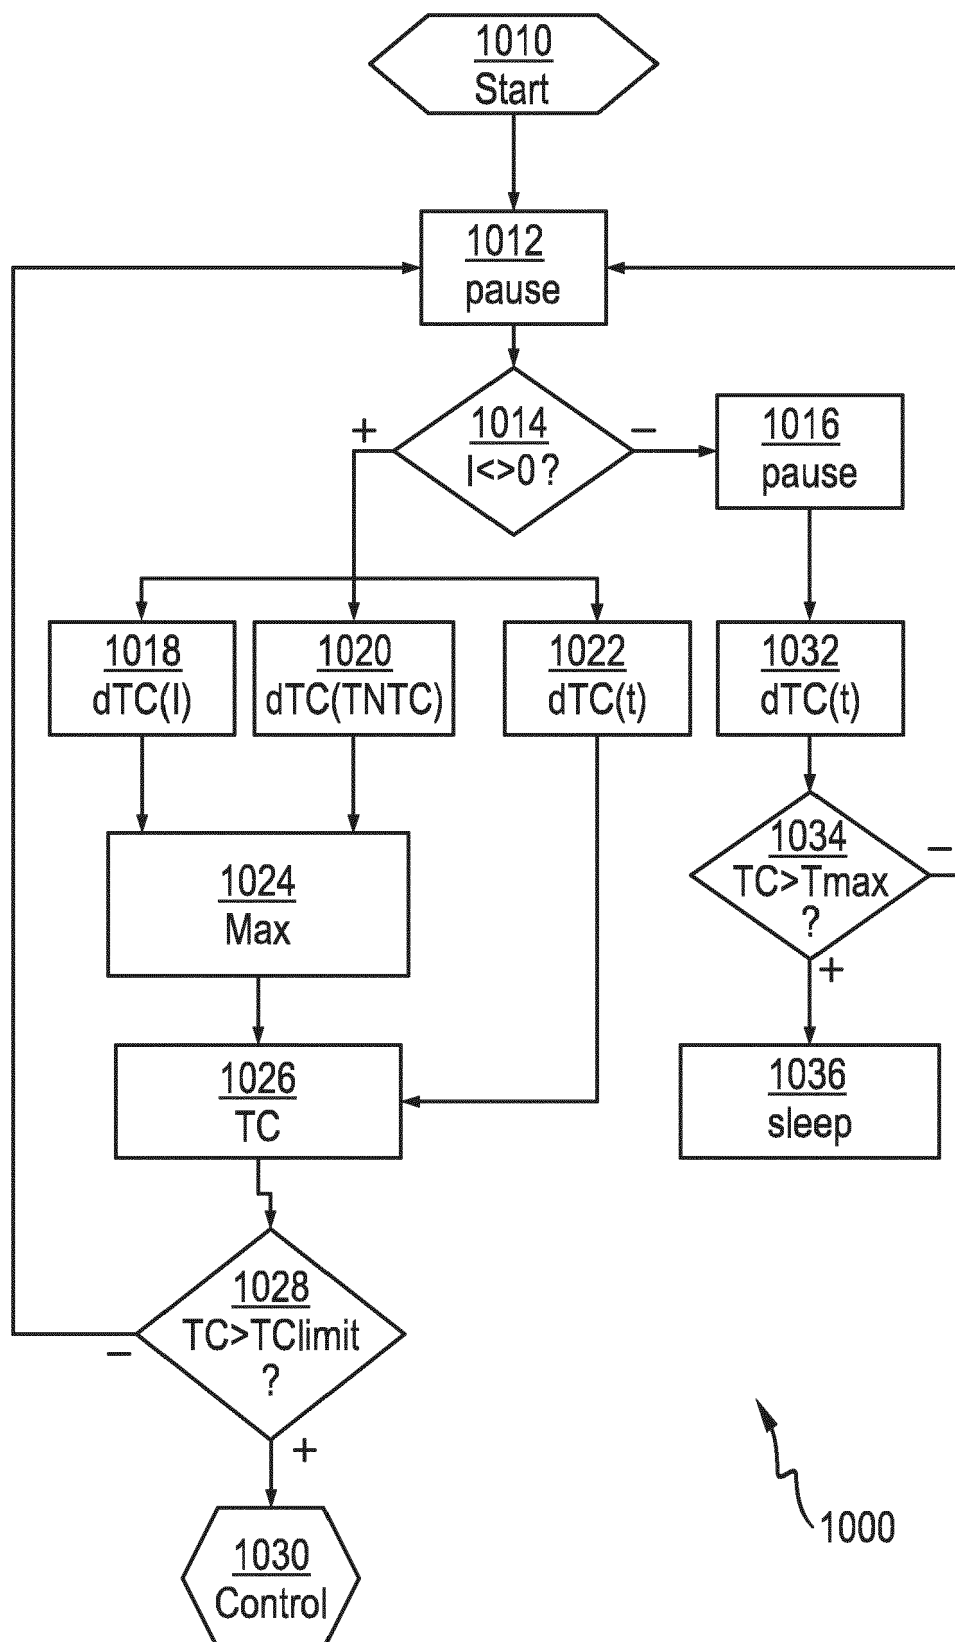 1010
Start
1012
pause
1014
I<>0?
+
−
1016
pause
1018
dTC(I)
1020
dTC(TNTC)
1022
dTC(t)
1032
dTC(t)
1024
Max
1034
TC>Tmax
?
−
+
1026
TC
1036
sleep
1028
TC>TClimit
?
−
+
1030
Control
1000